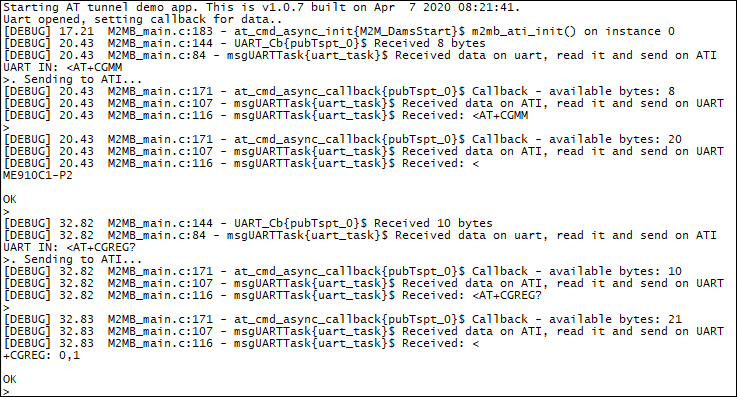 Starting AT tunnel demo app. This is v1.0.7 built on Apr  7 2020 08:21:41.
Uart opened, setting callback for data..
[DEBUG] 17.21  M2MB_main.c:183 - at_cmd_async_init{M2M_DamsStart}$ m2mb_ati_init() on instance 0
[DEBUG] 20.43  M2MB_main.c:144 - UART_Cb{pubTspt_0}$ Received 8 bytes
[DEBUG] 20.43  M2MB_main.c:84 - msgUARTTask{uart_task}$ Received data on uart, read it and send on ATI
UART IN: <AT+CGMM
>. Sending to ATI...
[DEBUG] 20.43  M2MB_main.c:171 - at_cmd_async_callback{pubTspt_0}$ Callback - available bytes: 8
[DEBUG] 20.43  M2MB_main.c:107 - msgUARTTask{uart_task}$ Received data on ATI, read it and send on UART
[DEBUG] 20.43  M2MB_main.c:116 - msgUARTTask{uart_task}$ Received: <AT+CGMM
>
[DEBUG] 20.43  M2MB_main.c:171 - at_cmd_async_callback{pubTspt_0}$ Callback - available bytes: 20
[DEBUG] 20.43  M2MB_main.c:107 - msgUARTTask{uart_task}$ Received data on ATI, read it and send on UART
[DEBUG] 20.43  M2MB_main.c:116 - msgUARTTask{uart_task}$ Received: <
ME910C1-P2
OK
>
[DEBUG] 32.82  M2MB_main.c:144 - UART_Cb{pubTspt_0}$ Received 10 bytes
[DEBUG] 32.82  M2MB_main.c:84 - msgUARTTask{uart_task}$ Received data on uart, read it and send on ATI
UART IN: <AT+CGREG?
>. Sending to ATI...
[DEBUG] 32.82  M2MB_main.c:171 - at_cmd_async_callback{pubTspt_0}$ Callback - available bytes: 10
[DEBUG] 32.82  M2MB_main.c:107 - msgUARTTask{uart_task}$ Received data on ATI, read it and send on UART
[DEBUG] 32.82  M2MB_main.c:116 - msgUARTTask{uart_task}$ Received: <AT+CGREG?
>
[DEBUG] 32.83  M2MB_main.c:171 - at_cmd_async_callback{pubTspt_0}$ Callback - available bytes: 21
[DEBUG] 32.83  M2MB_main.c:107 - msgUARTTask{uart_task}$ Received data on ATI, read it and send on UART
[DEBUG] 32.83  M2MB_main.c:116 - msgUARTTask{uart_task}$ Received: <
+CGREG: 0,1
OK
>